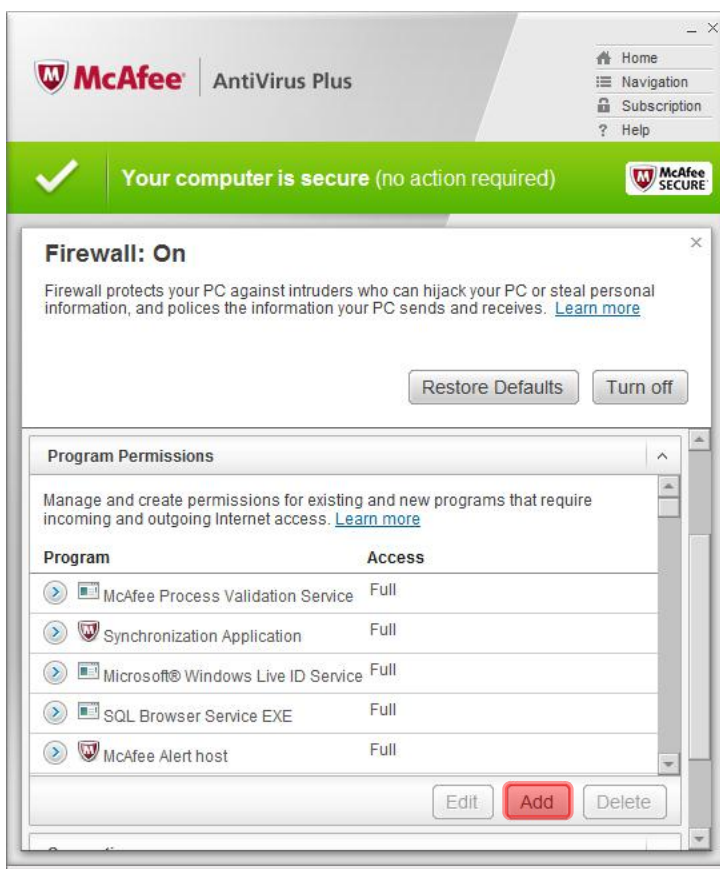 Home
McAfee AntiVirus Plus
Navigation
Subscription
? Help
Your computer is secure (no action required)
McAfee
SECURE
Firewall: On
Firewall protects your PC against intruders who can hijack your PC or steal personal
information, and polices the information your PC sends and receives. Learn more
Restore Defaults
Turn off
Program Permissions
Manage and create permissions for existing and new programs that require
incoming and outgoing Internet access. Learn more
Program Access
McAfee Process Validation Service Full
Synchronization Application Full
Microsoft® Windows Live ID Service Full
SQL Browser Service EXE Full
McAfee Alert host Full
Edit Add Delete